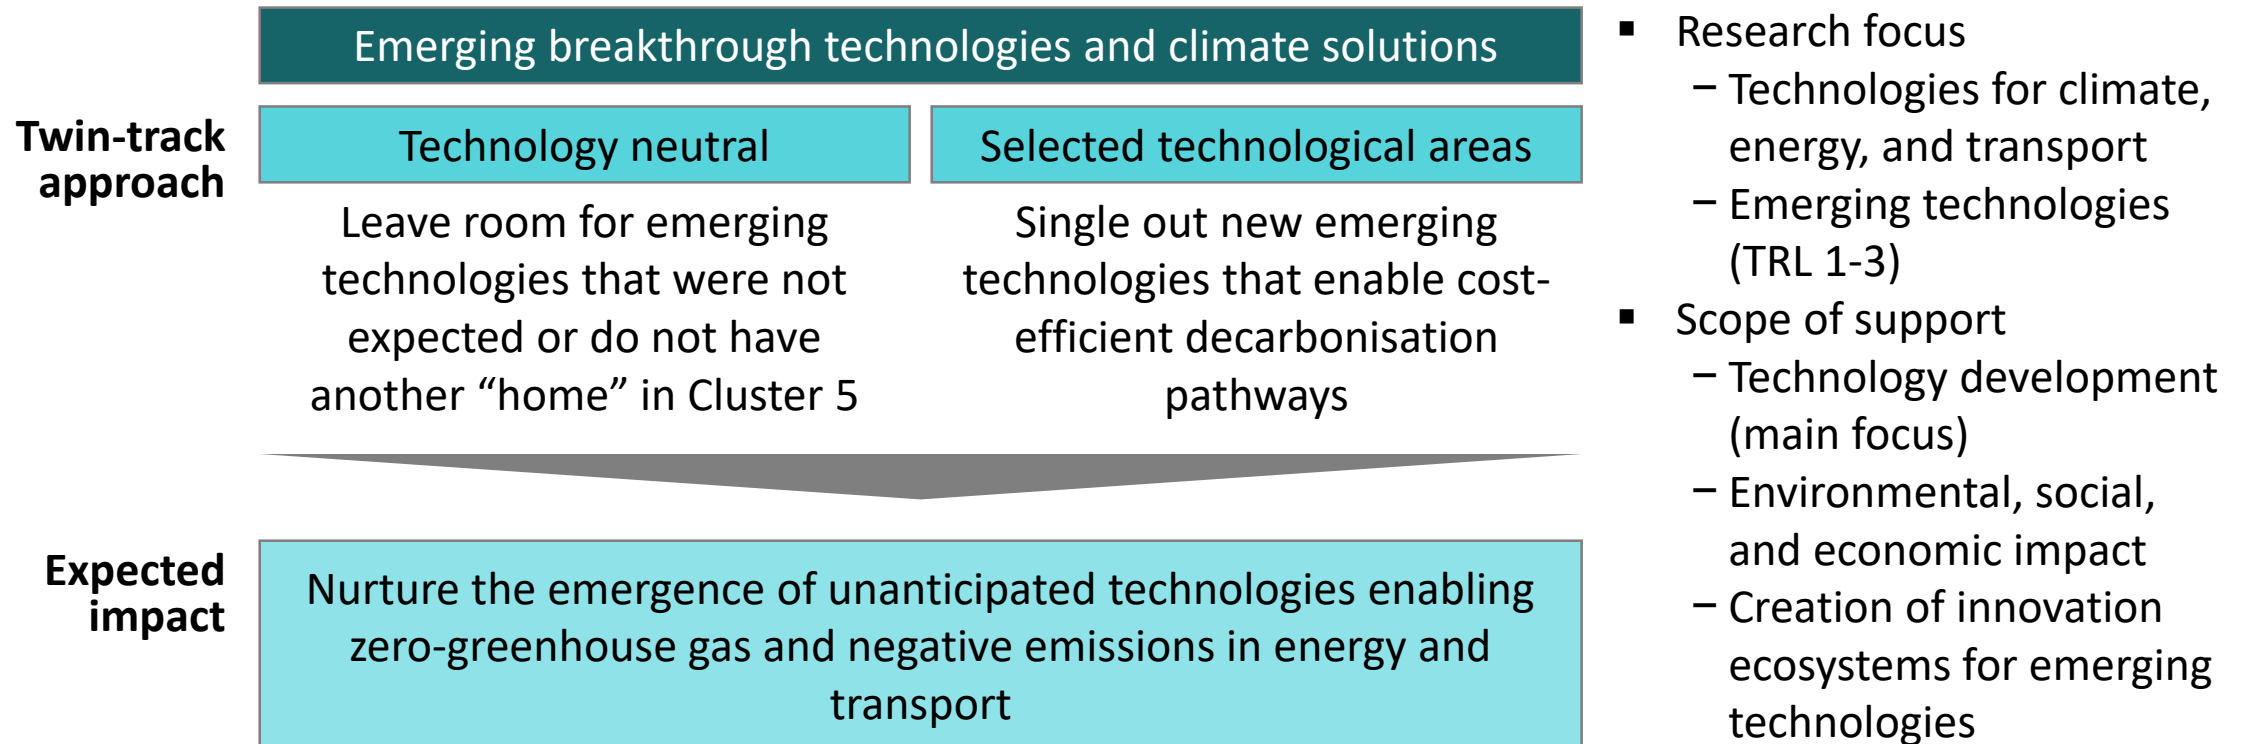 Emerging breakthrough technologies and climate solutions
Twin-track
approach
Technology neutral
Leave room for emerging
technologies that were not
expected or do not have
another “home” in Cluster 5
Selected technological areas
Single out new emerging
technologies that enable cost-
efficient decarbonisation
pathways
Expected
impact
Nurture the emergence of unanticipated technologies enabling
zero-greenhouse gas and negative emissions in energy and
transport
▪ Research focus
– Technologies for climate,
energy, and transport
– Emerging technologies
(TRL 1-3)
▪ Scope of support
– Technology development
(main focus)
– Environmental, social,
and economic impact
– Creation of innovation
ecosystems for emerging
technologies